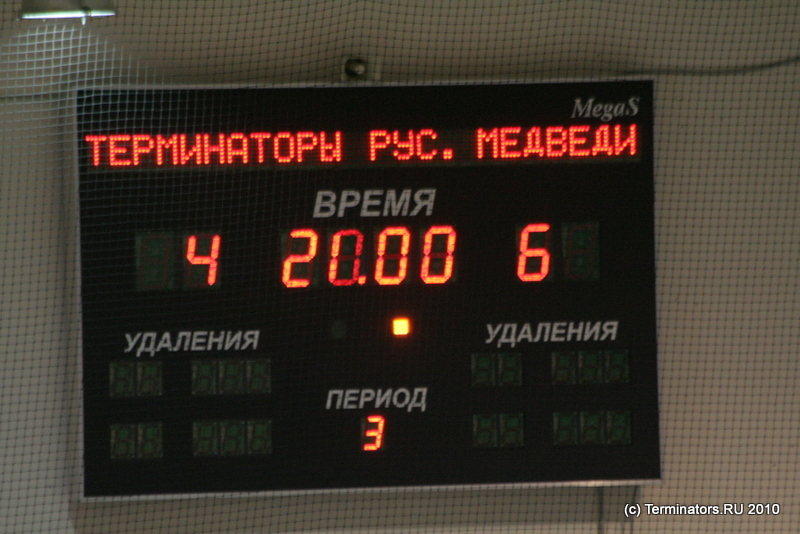 MegaS
ТЕРМИНАТОРЫ РУС. МЕДВЕДИ
ВРЕМЯ
4 20.00 6
УДАЛЕНИЯ УДАЛЕНИЯ
ПЕРИОД
3
(c) Terminators.RU 2010